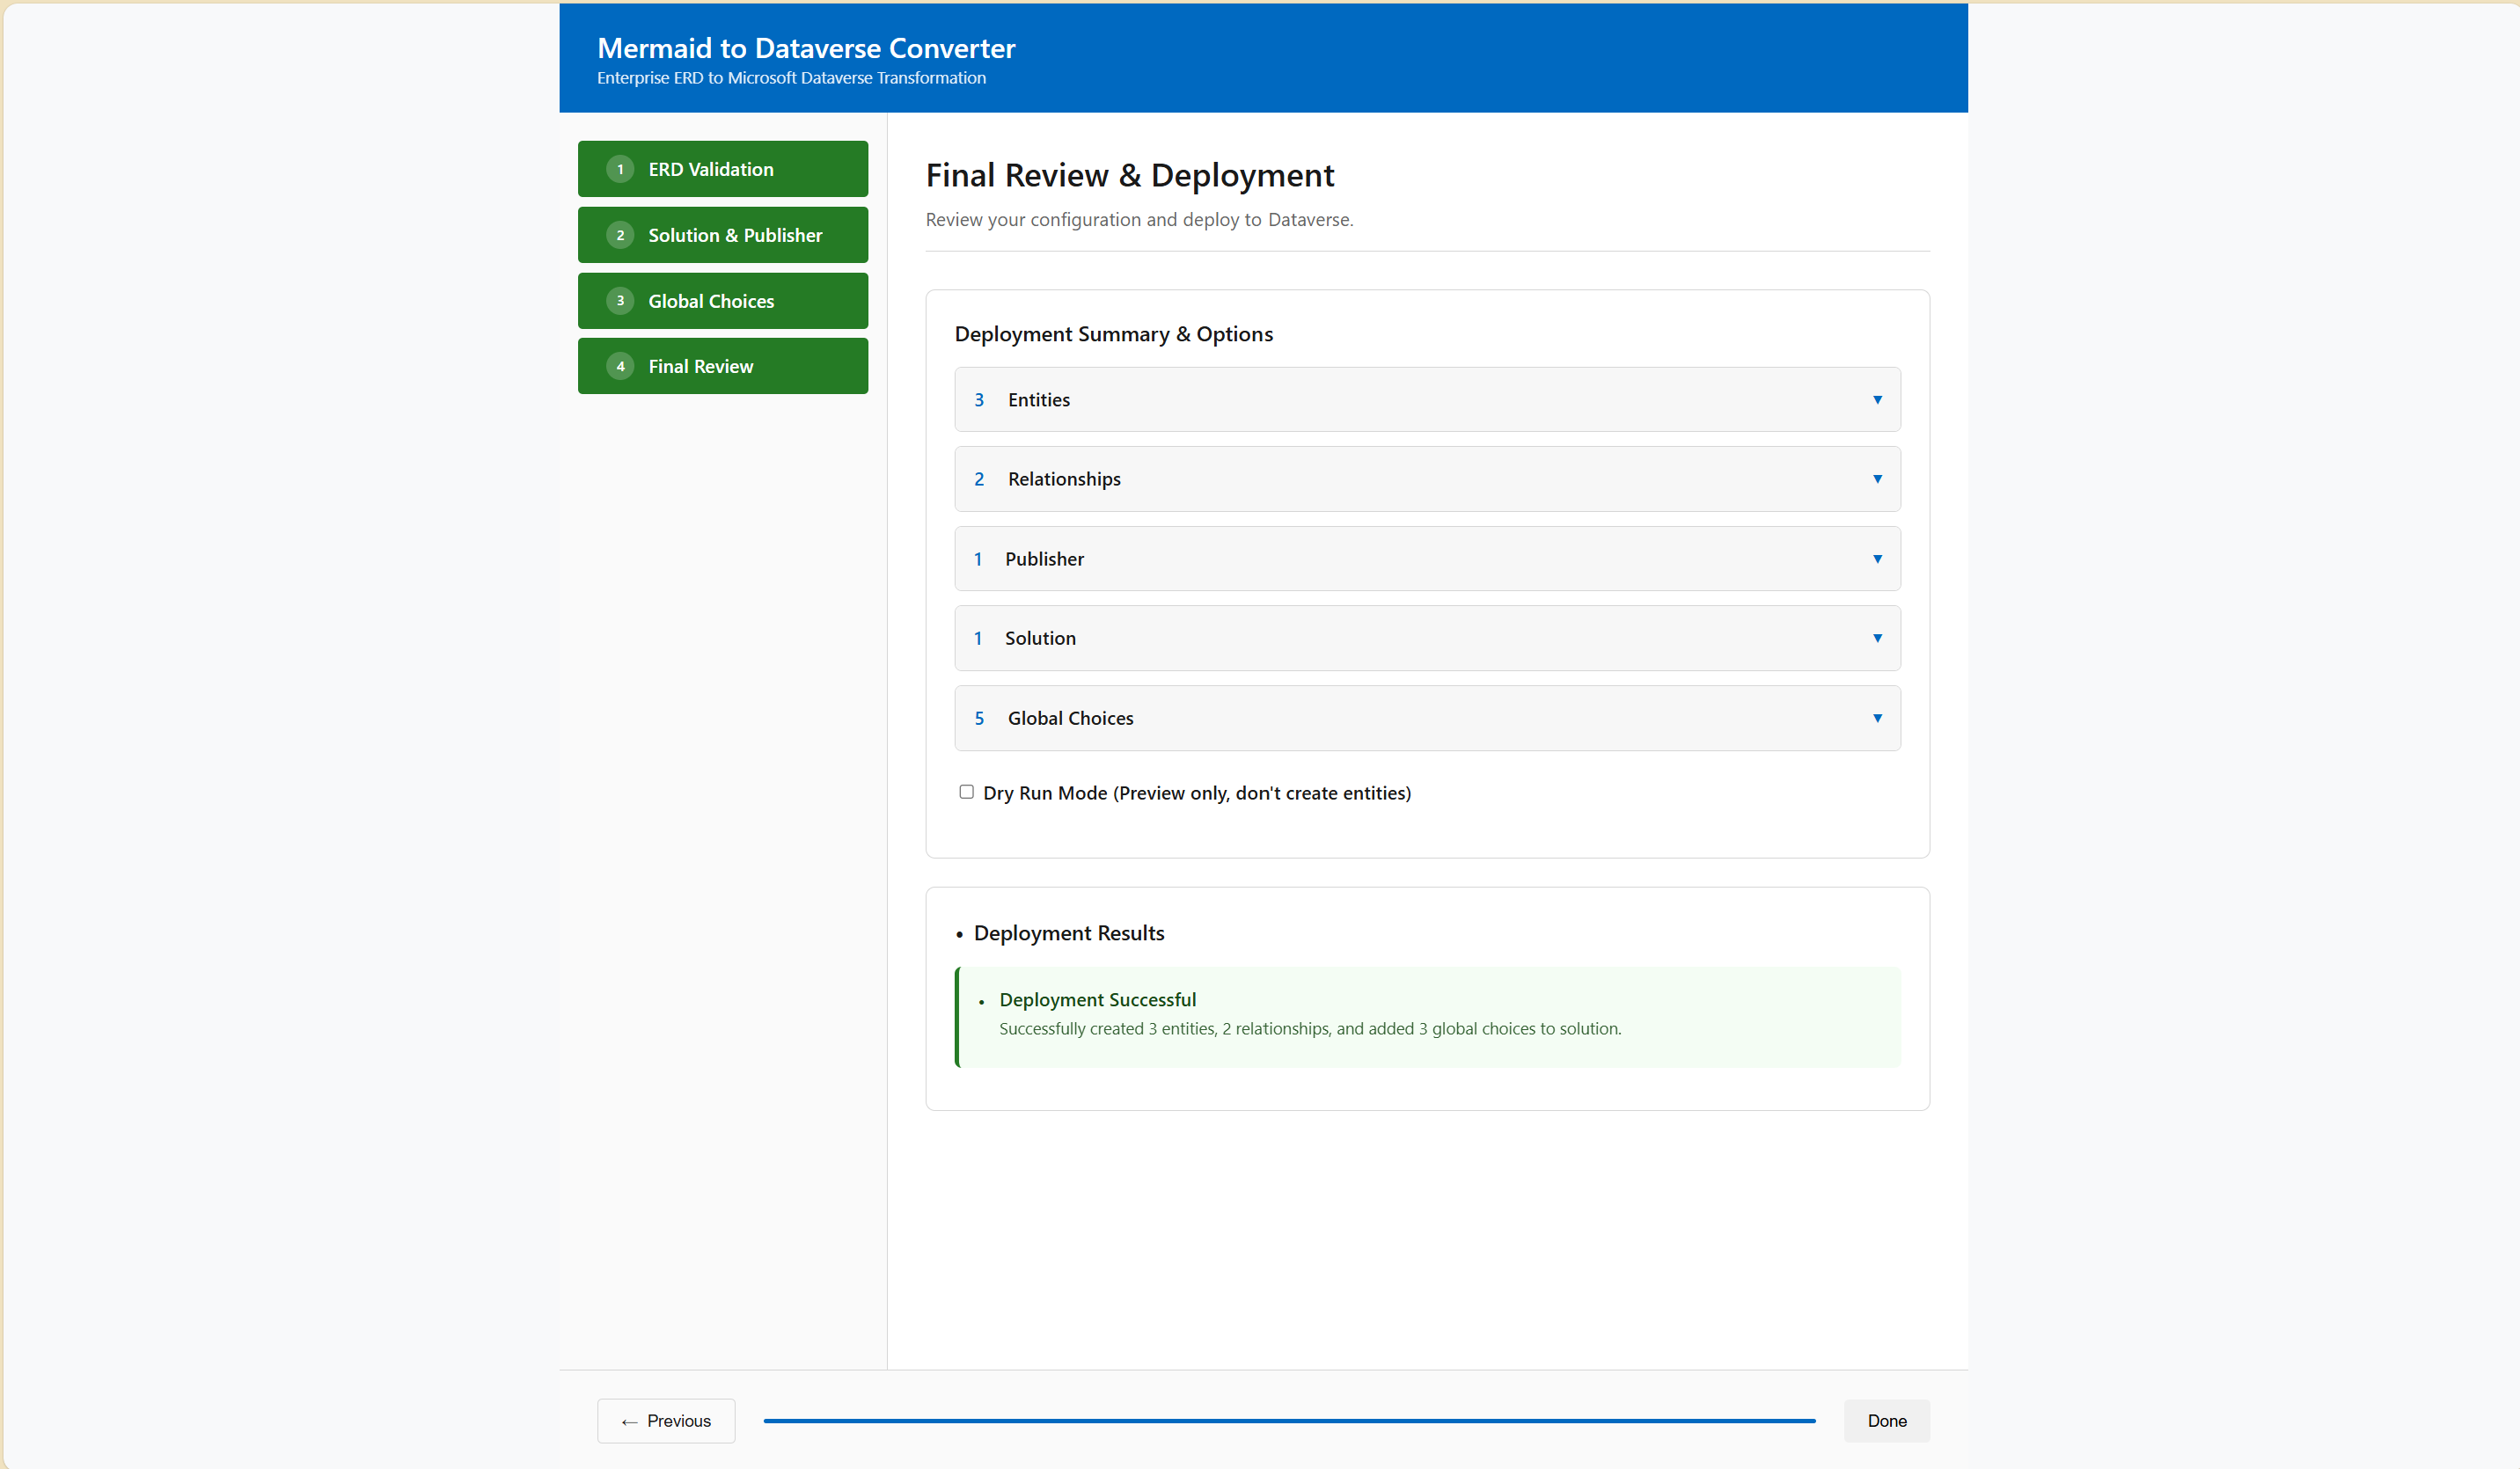 Mermaid to Dataverse Converter
Enterprise ERD to Microsoft Dataverse Transformation
1 ERD Validation
2 Solution & Publisher
3 Global Choices
4 Final Review
Final Review & Deployment
Review your configuration and deploy to Dataverse.
Deployment Summary & Options
3 Entities ▼
2 Relationships ▼
1 Publisher ▼
1 Solution ▼
5 Global Choices ▼
Dry Run Mode (Preview only, don't create entities)
• Deployment Results
• Deployment Successful
Successfully created 3 entities, 2 relationships, and added 3 global choices to solution.
← Previous
Done